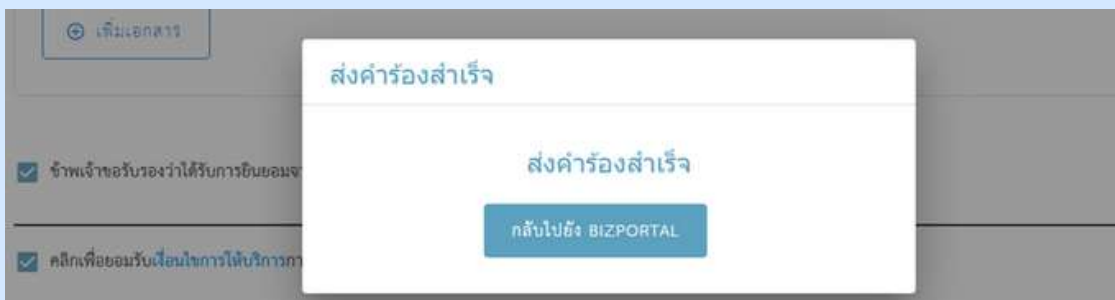 เพิ่มเอกสาร
ส่งคำร้องสำเร็จ
ส่งคำร้องสำเร็จ
กลับไปยัง BIZPORTAL
ข้าพเจ้าขอรับรองว่าได้รับการยินยอมจา
คลิกเพื่อยอมรับเงื่อนไขการให้บริการกา